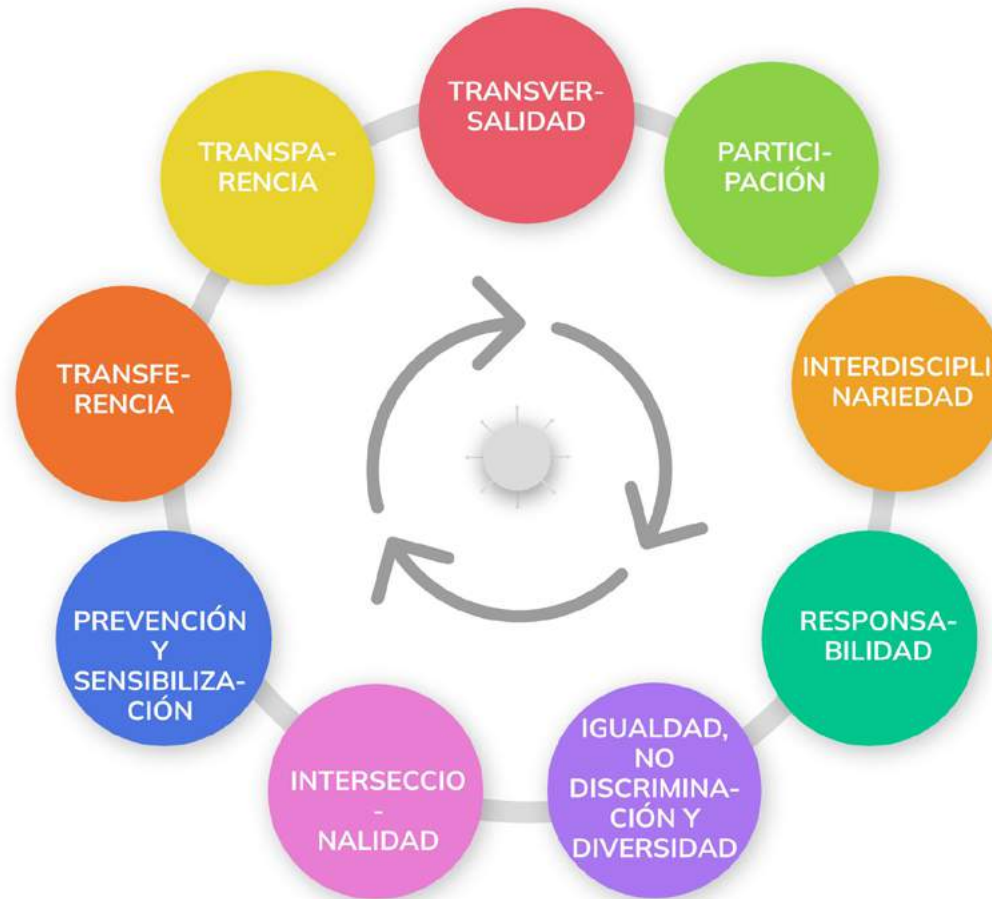 TRANSVER-
SALIDAD
PARTICI-
PACIÓN
INTERDISCIPLI
NARIEDAD
RESPONSA-
BILIDAD
IGUALDAD,
NO
DISCRIMINA-
CIÓN Y
DIVERSIDAD
INTERSECCIO
-
NALIDAD
PREVENCIÓN
Y
SENSIBILIZA-
CIÓN
TRANSFE-
RENCIA
TRANSPA-
RENCIA